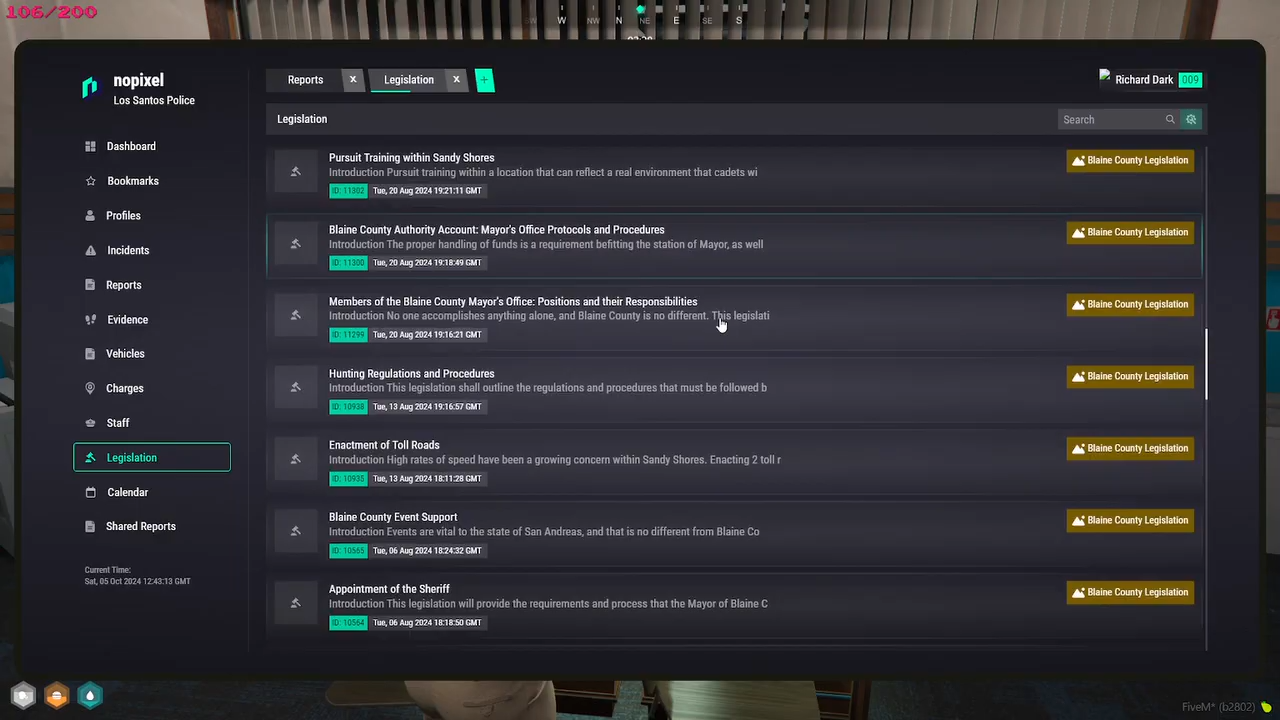 106/200
SW W NW N NE E SE S
nopixel
Los Santos Police
Reports x Legislation x +
Richard Dark 009
Legislation
Search
Dashboard
Bookmarks
Profiles
Incidents
Reports
Evidence
Vehicles
Charges
Staff
Legislation
Calendar
Shared Reports
Current Time:
Sat, 05 Oct 2024 12:43:13 GMT
Pursuit Training within Sandy Shores
Introduction Pursuit training within a location that can reflect a real environment that cadets wi
ID: 11302 Tue, 20 Aug 2024 19:21:11 GMT
Blaine County Legislation
Blaine County Authority Account: Mayor's Office Protocols and Procedures
Introduction The proper handling of funds is a requirement befitting the station of Mayor, as well
ID: 11300 Tue, 20 Aug 2024 19:18:49 GMT
Blaine County Legislation
Members of the Blaine County Mayor's Office: Positions and their Responsibilities
Introduction No one accomplishes anything alone, and Blaine County is no different. This legislati
ID: 11299 Tue, 20 Aug 2024 19:16:21 GMT
Blaine County Legislation
Hunting Regulations and Procedures
Introduction This legislation shall outline the regulations and procedures that must be followed b
ID: 10938 Tue, 13 Aug 2024 19:16:57 GMT
Blaine County Legislation
Enactment of Toll Roads
Introduction High rates of speed have been a growing concern within Sandy Shores. Enacting 2 toll r
ID: 10935 Tue, 13 Aug 2024 18:11:28 GMT
Blaine County Legislation
Blaine County Event Support
Introduction Events are vital to the state of San Andreas, and that is no different from Blaine Co
ID: 10565 Tue, 06 Aug 2024 18:24:32 GMT
Blaine County Legislation
Appointment of the Sheriff
Introduction This legislation will provide the requirements and process that the Mayor of Blaine C
ID: 10564 Tue, 06 Aug 2024 18:18:50 GMT
Blaine County Legislation
FiveM* (b2802)